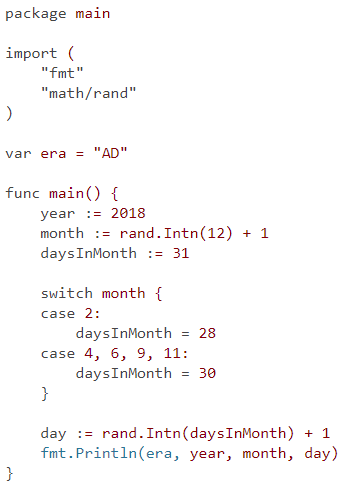 package main

import (
    "fmt"
    "math/rand"
)

var era = "AD"

func main() {
    year := 2018
    month := rand.Intn(12) + 1
    daysInMonth := 31

    switch month {
    case 2:
        daysInMonth = 28
    case 4, 6, 9, 11:
        daysInMonth = 30
    }

    day := rand.Intn(daysInMonth) + 1
    fmt.Println(era, year, month, day)
}